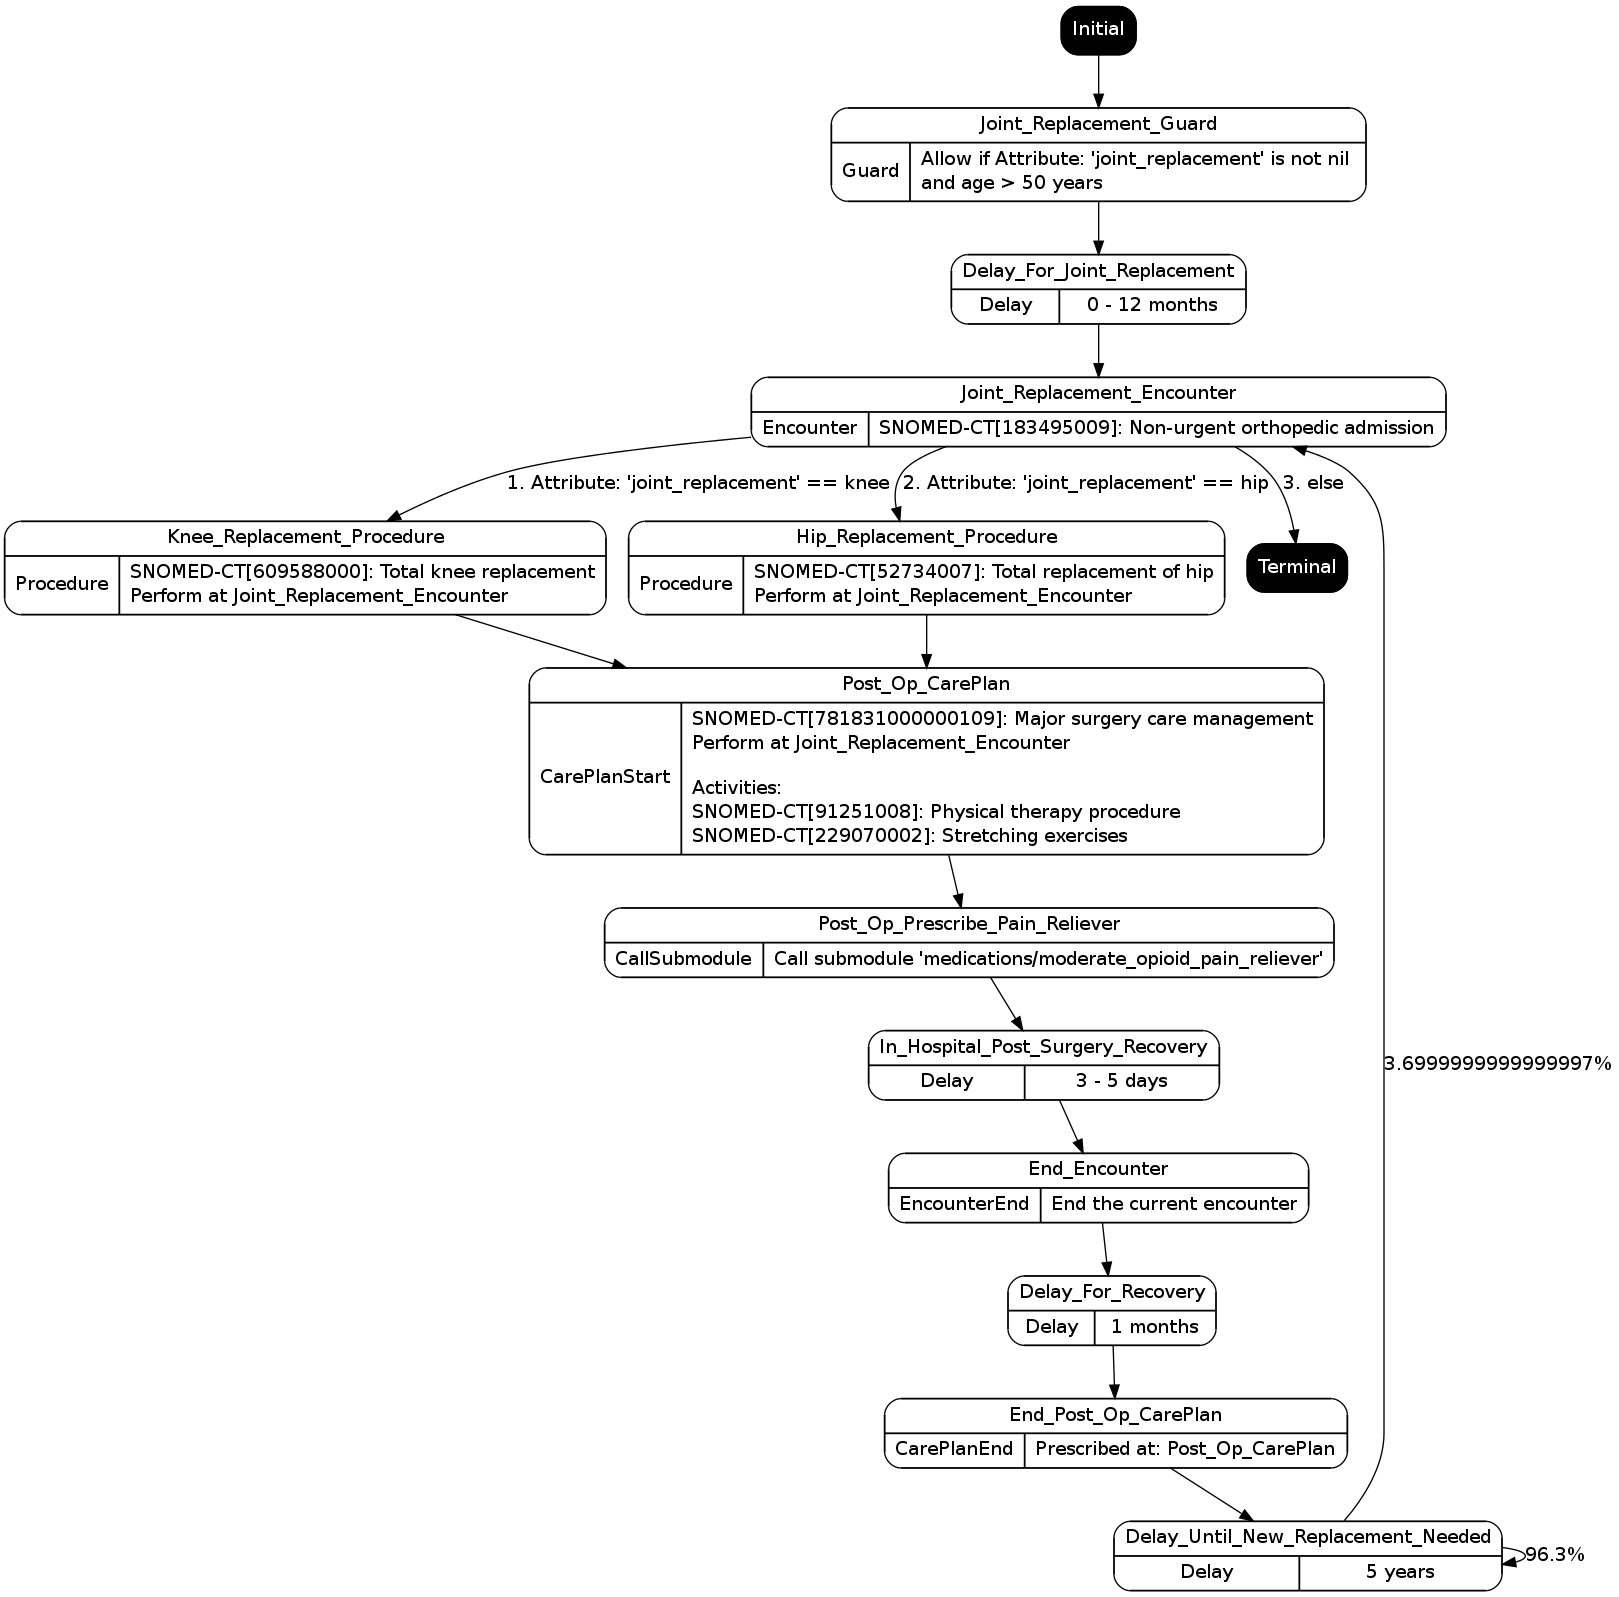 Initial
Joint_Replacement_Guard
Guard
Allow if Attribute: 'joint_replacement' is not nil
and age > 50 years
Delay_For_Joint_Replacement
Delay
0 - 12 months
Joint_Replacement_Encounter
Encounter
SNOMED-CT[183495009]: Non-urgent orthopedic admission
1. Attribute: 'joint_replacement' == knee
2. Attribute: 'joint_replacement' == hip
3. else
Knee_Replacement_Procedure
Procedure
SNOMED-CT[609588000]: Total knee replacement
Perform at Joint_Replacement_Encounter
Hip_Replacement_Procedure
Procedure
SNOMED-CT[52734007]: Total replacement of hip
Perform at Joint_Replacement_Encounter
Terminal
Post_Op_CarePlan
CarePlanStart
SNOMED-CT[781831000000109]: Major surgery care management
Perform at Joint_Replacement_Encounter
Activities:
SNOMED-CT[91251008]: Physical therapy procedure
SNOMED-CT[229070002]: Stretching exercises
Post_Op_Prescribe_Pain_Reliever
CallSubmodule
Call submodule 'medications/moderate_opioid_pain_reliever'
In_Hospital_Post_Surgery_Recovery
Delay
3 - 5 days
3.6999999999999997%
End_Encounter
EncounterEnd
End the current encounter
Delay_For_Recovery
Delay
1 months
End_Post_Op_CarePlan
CarePlanEnd
Prescribed at: Post_Op_CarePlan
Delay_Until_New_Replacement_Needed
Delay
5 years
96.3%